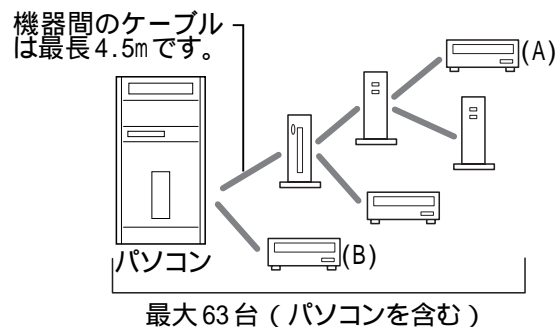 機器間のケーブル
は最長4.5mです。
(A)
(B)
パソコン
最大63台(パソコンを含む)